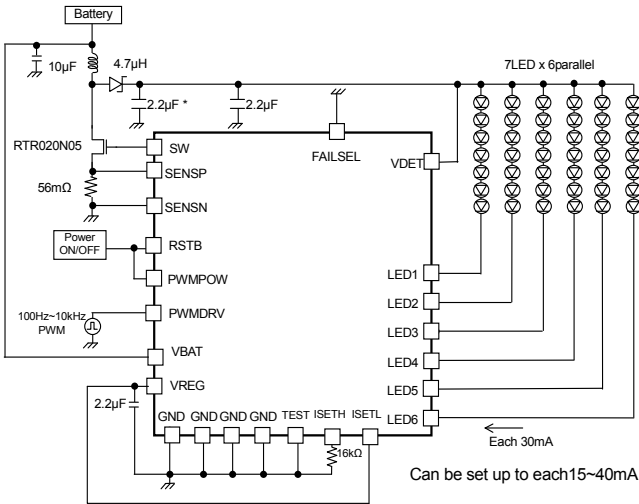 Battery
10µF
4.7µH
7LED x 6parallel
2.2µF *
2.2µF
RTR020N05
SW
FAILSEL
SENSP
VDET
56mΩ
SENSN
Power
ON/OFF
RSTB
PWMPOW
LED1
LED2
100Hz~10kHz
PWM
PWMDRV
LED3
VBAT
LED4
VREG
LED5
2.2µF
GND GND GND GND TEST ISETH ISETL
LED6
16kΩ
Each 30mA
Can be set up to each15~40mA